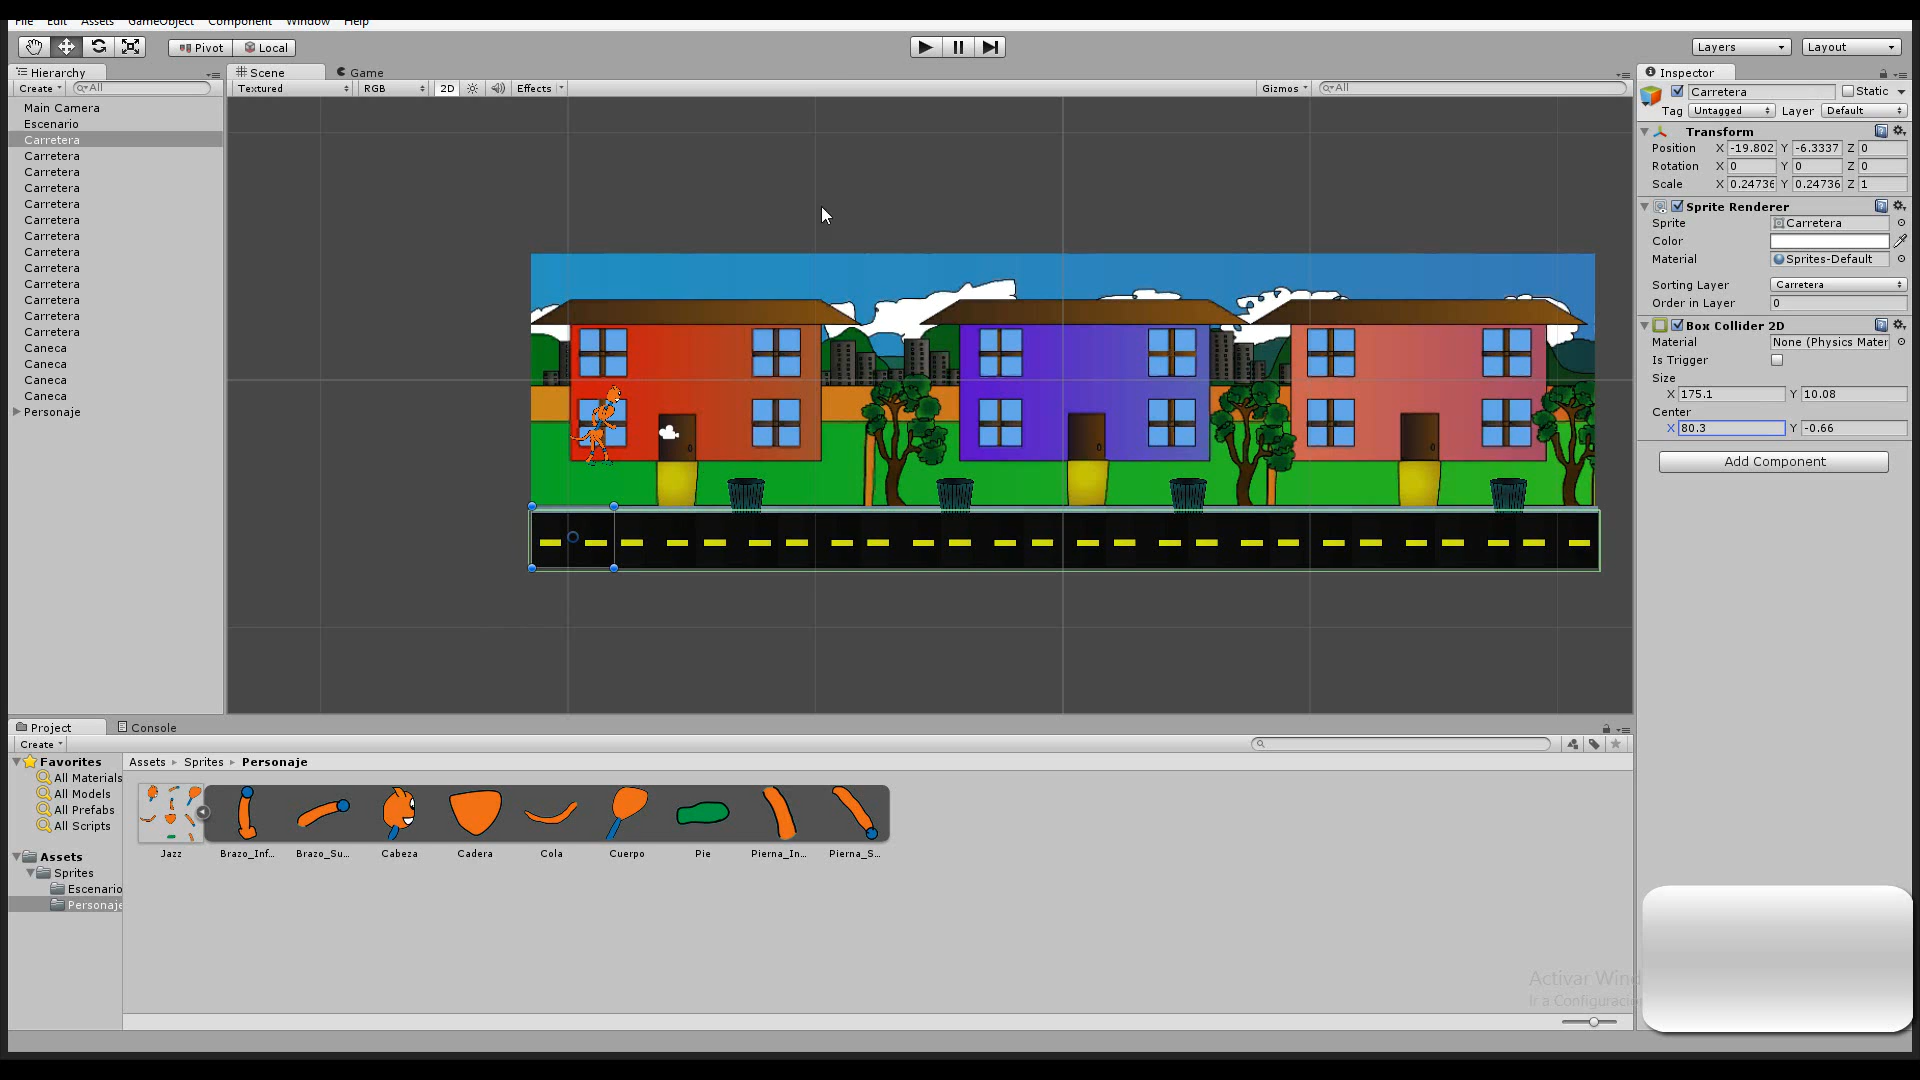 File Edit Assets GameObject Component Window Help
Pivot Local Layers Layout
Hierarchy
Create All
Main Camera
Escenario
Carretera
Carretera
Carretera
Carretera
Carretera
Carretera
Carretera
Carretera
Carretera
Carretera
Carretera
Carretera
Carretera
Caneca
Caneca
Caneca
Caneca
Personaje
Scene Game
Textured RGB 2D Effects Gizmos All
Inspector
Carretera Static
Tag Untagged Layer Default
Transform
Position X -19.802 Y -6.3337 Z 0
Rotation X 0 Y 0 Z 0
Scale X 0.24736 Y 0.24736 Z 1
Sprite Renderer
Sprite Carretera
Color
Material Sprites-Default
Sorting Layer Carretera
Order in Layer 0
Box Collider 2D
Material None (Physics Mater
Is Trigger
Size
X 175.1 Y 10.08
Center
X 80.3 Y -0.66
Add Component
Project Console
Create
Favorites
All Materials
All Models
All Prefabs
All Scripts
Assets
Sprites
Escenario
Personaje
Assets Sprites Personaje
Jazz Brazo_Inf... Brazo_Su... Cabeza Cadera Cola Cuerpo Pie Pierna_In... Pierna_S...
Activar Wind
Ir a Configuració